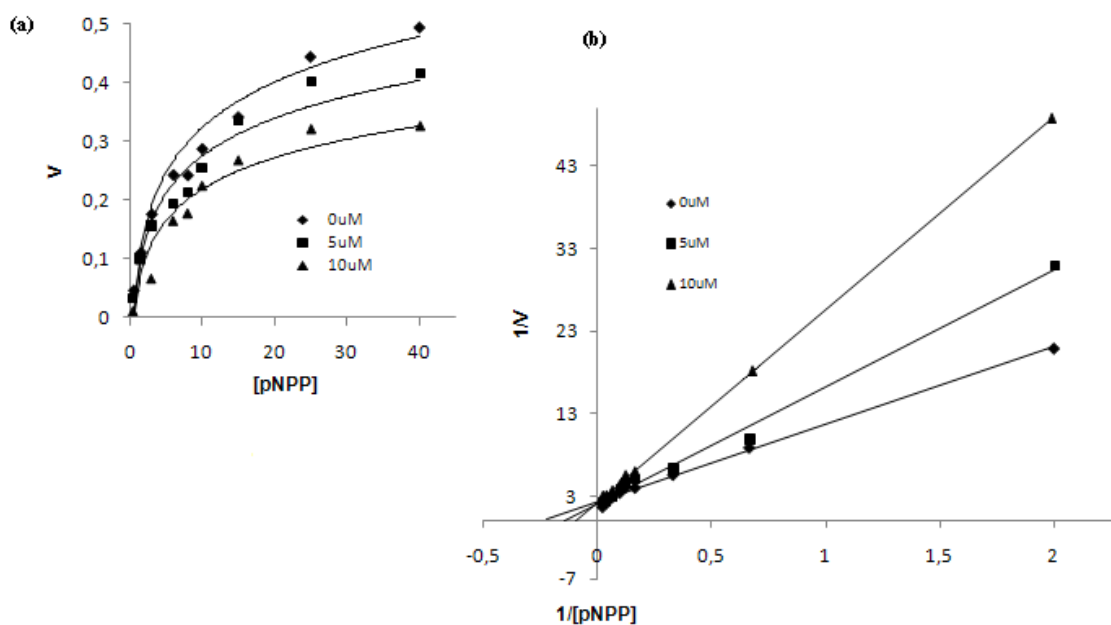 (a)
0,5
0,4
0,3
0,2
0,1
0
V
0uM
5uM
10uM
0 10 20 30 40
[pNPP]
(b)
43
33
23
13
3
-7
1/V
0uM
5uM
10uM
-0,5 0 0,5 1 1,5 2
1/[pNPP]